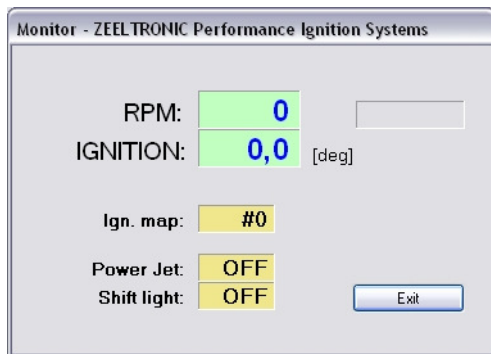 Monitor - ZEELTRONIC Performance Ignition Systems
RPM: 0
IGNITION: 0,0 [deg]
Ign. map: #0
Power Jet: OFF
Shift light: OFF
Exit